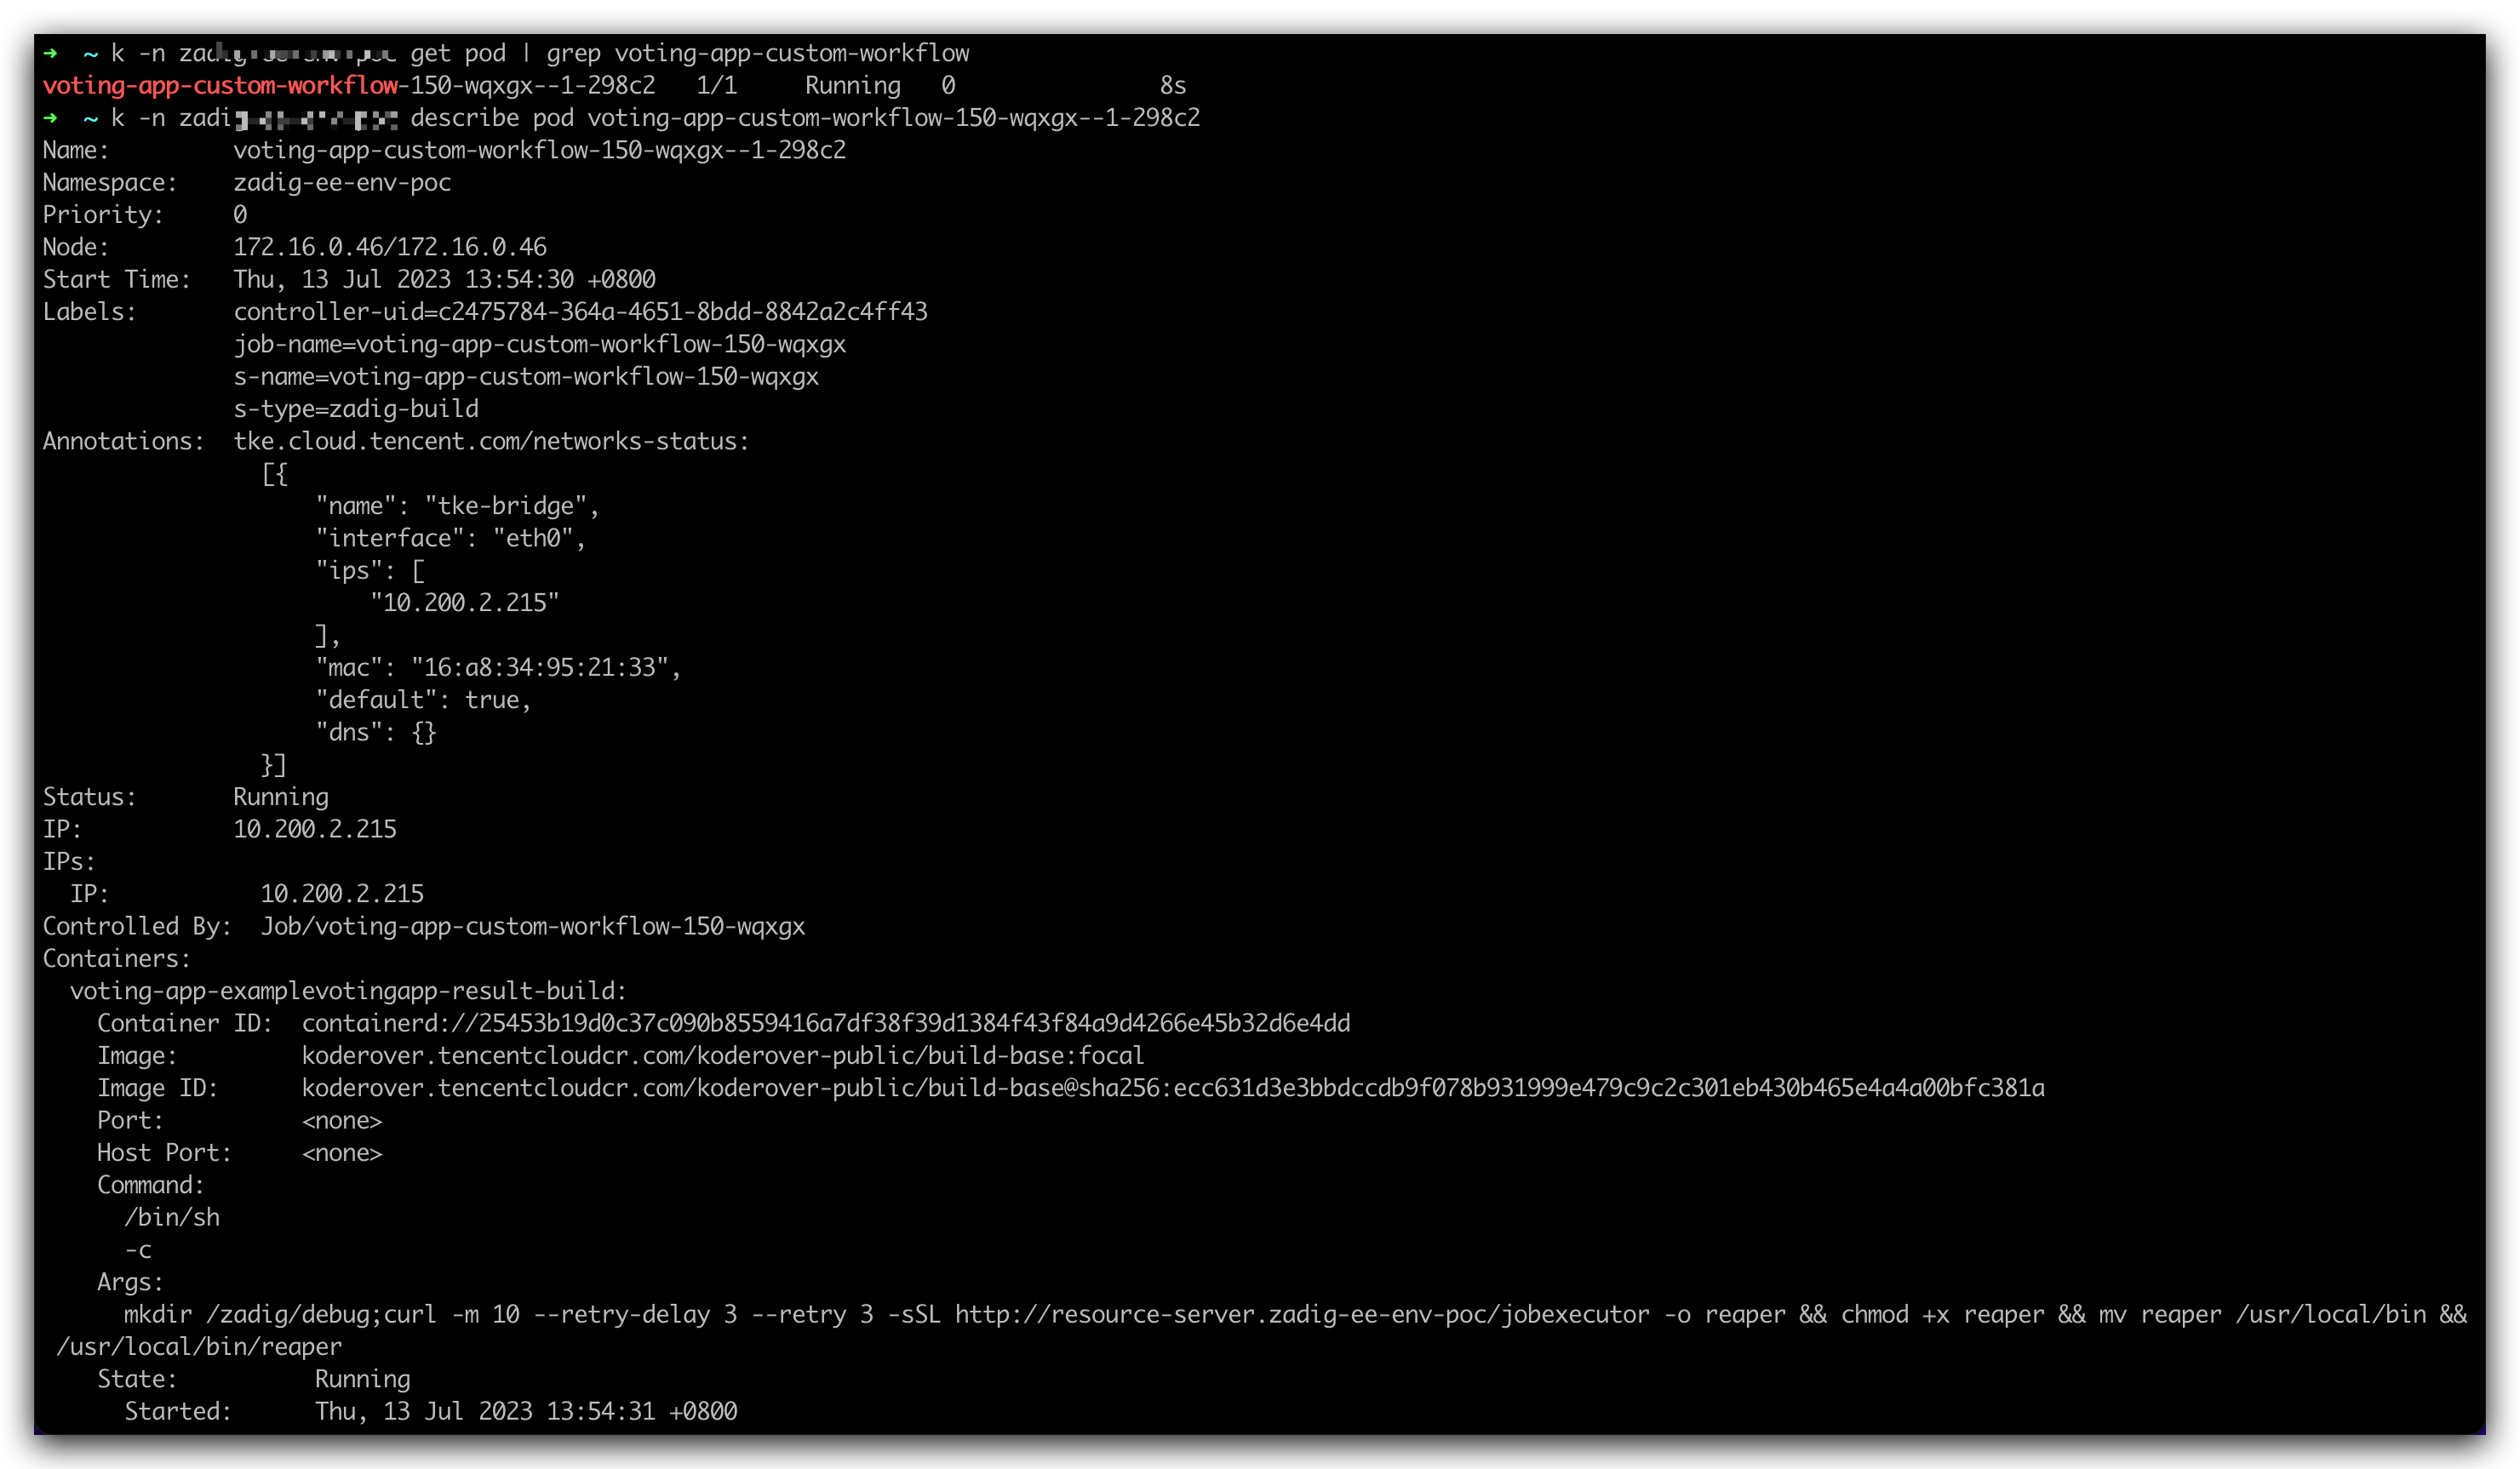 ➜  ~ k -n get pod | grep voting-app-custom-workflow
voting-app-custom-workflow-150-wqxgx--1-298c2   1/1     Running   0               8s
➜  ~ k -n describe pod voting-app-custom-workflow-150-wqxgx--1-298c2
Name:         voting-app-custom-workflow-150-wqxgx--1-298c2
Namespace:    zadig-ee-env-poc
Priority:     0
Node:         172.16.0.46/172.16.0.46
Start Time:   Thu, 13 Jul 2023 13:54:30 +0800
Labels:       controller-uid=c2475784-364a-4651-8bdd-8842a2c4ff43
              job-name=voting-app-custom-workflow-150-wqxgx
              s-name=voting-app-custom-workflow-150-wqxgx
              s-type=zadig-build
Annotations:  tke.cloud.tencent.com/networks-status:
                [{
                    "name": "tke-bridge",
                    "interface": "eth0",
                    "ips": [
                        "10.200.2.215"
                    ],
                    "mac": "16:a8:34:95:21:33",
                    "default": true,
                    "dns": {}
                }]
Status:       Running
IP:           10.200.2.215
IPs:
  IP:           10.200.2.215
Controlled By:  Job/voting-app-custom-workflow-150-wqxgx
Containers:
  voting-app-examplevotingapp-result-build:
    Container ID:  containerd://25453b19d0c37c090b8559416a7df38f39d1384f43f84a9d4266e45b32d6e4dd
    Image:         koderover.tencentcloudcr.com/koderover-public/build-base:focal
    Image ID:      koderover.tencentcloudcr.com/koderover-public/build-base@sha256:ecc631d3e3bbdccdb9f078b931999e479c9c2c301eb430b465e4a4a00bfc381a
    Port:          <none>
    Host Port:     <none>
    Command:
      /bin/sh
      -c
    Args:
      mkdir /zadig/debug;curl -m 10 --retry-delay 3 --retry 3 -sSL http://resource-server.zadig-ee-env-poc/jobexecutor -o reaper && chmod +x reaper && mv reaper /usr/local/bin &&
 /usr/local/bin/reaper
    State:          Running
      Started:      Thu, 13 Jul 2023 13:54:31 +0800